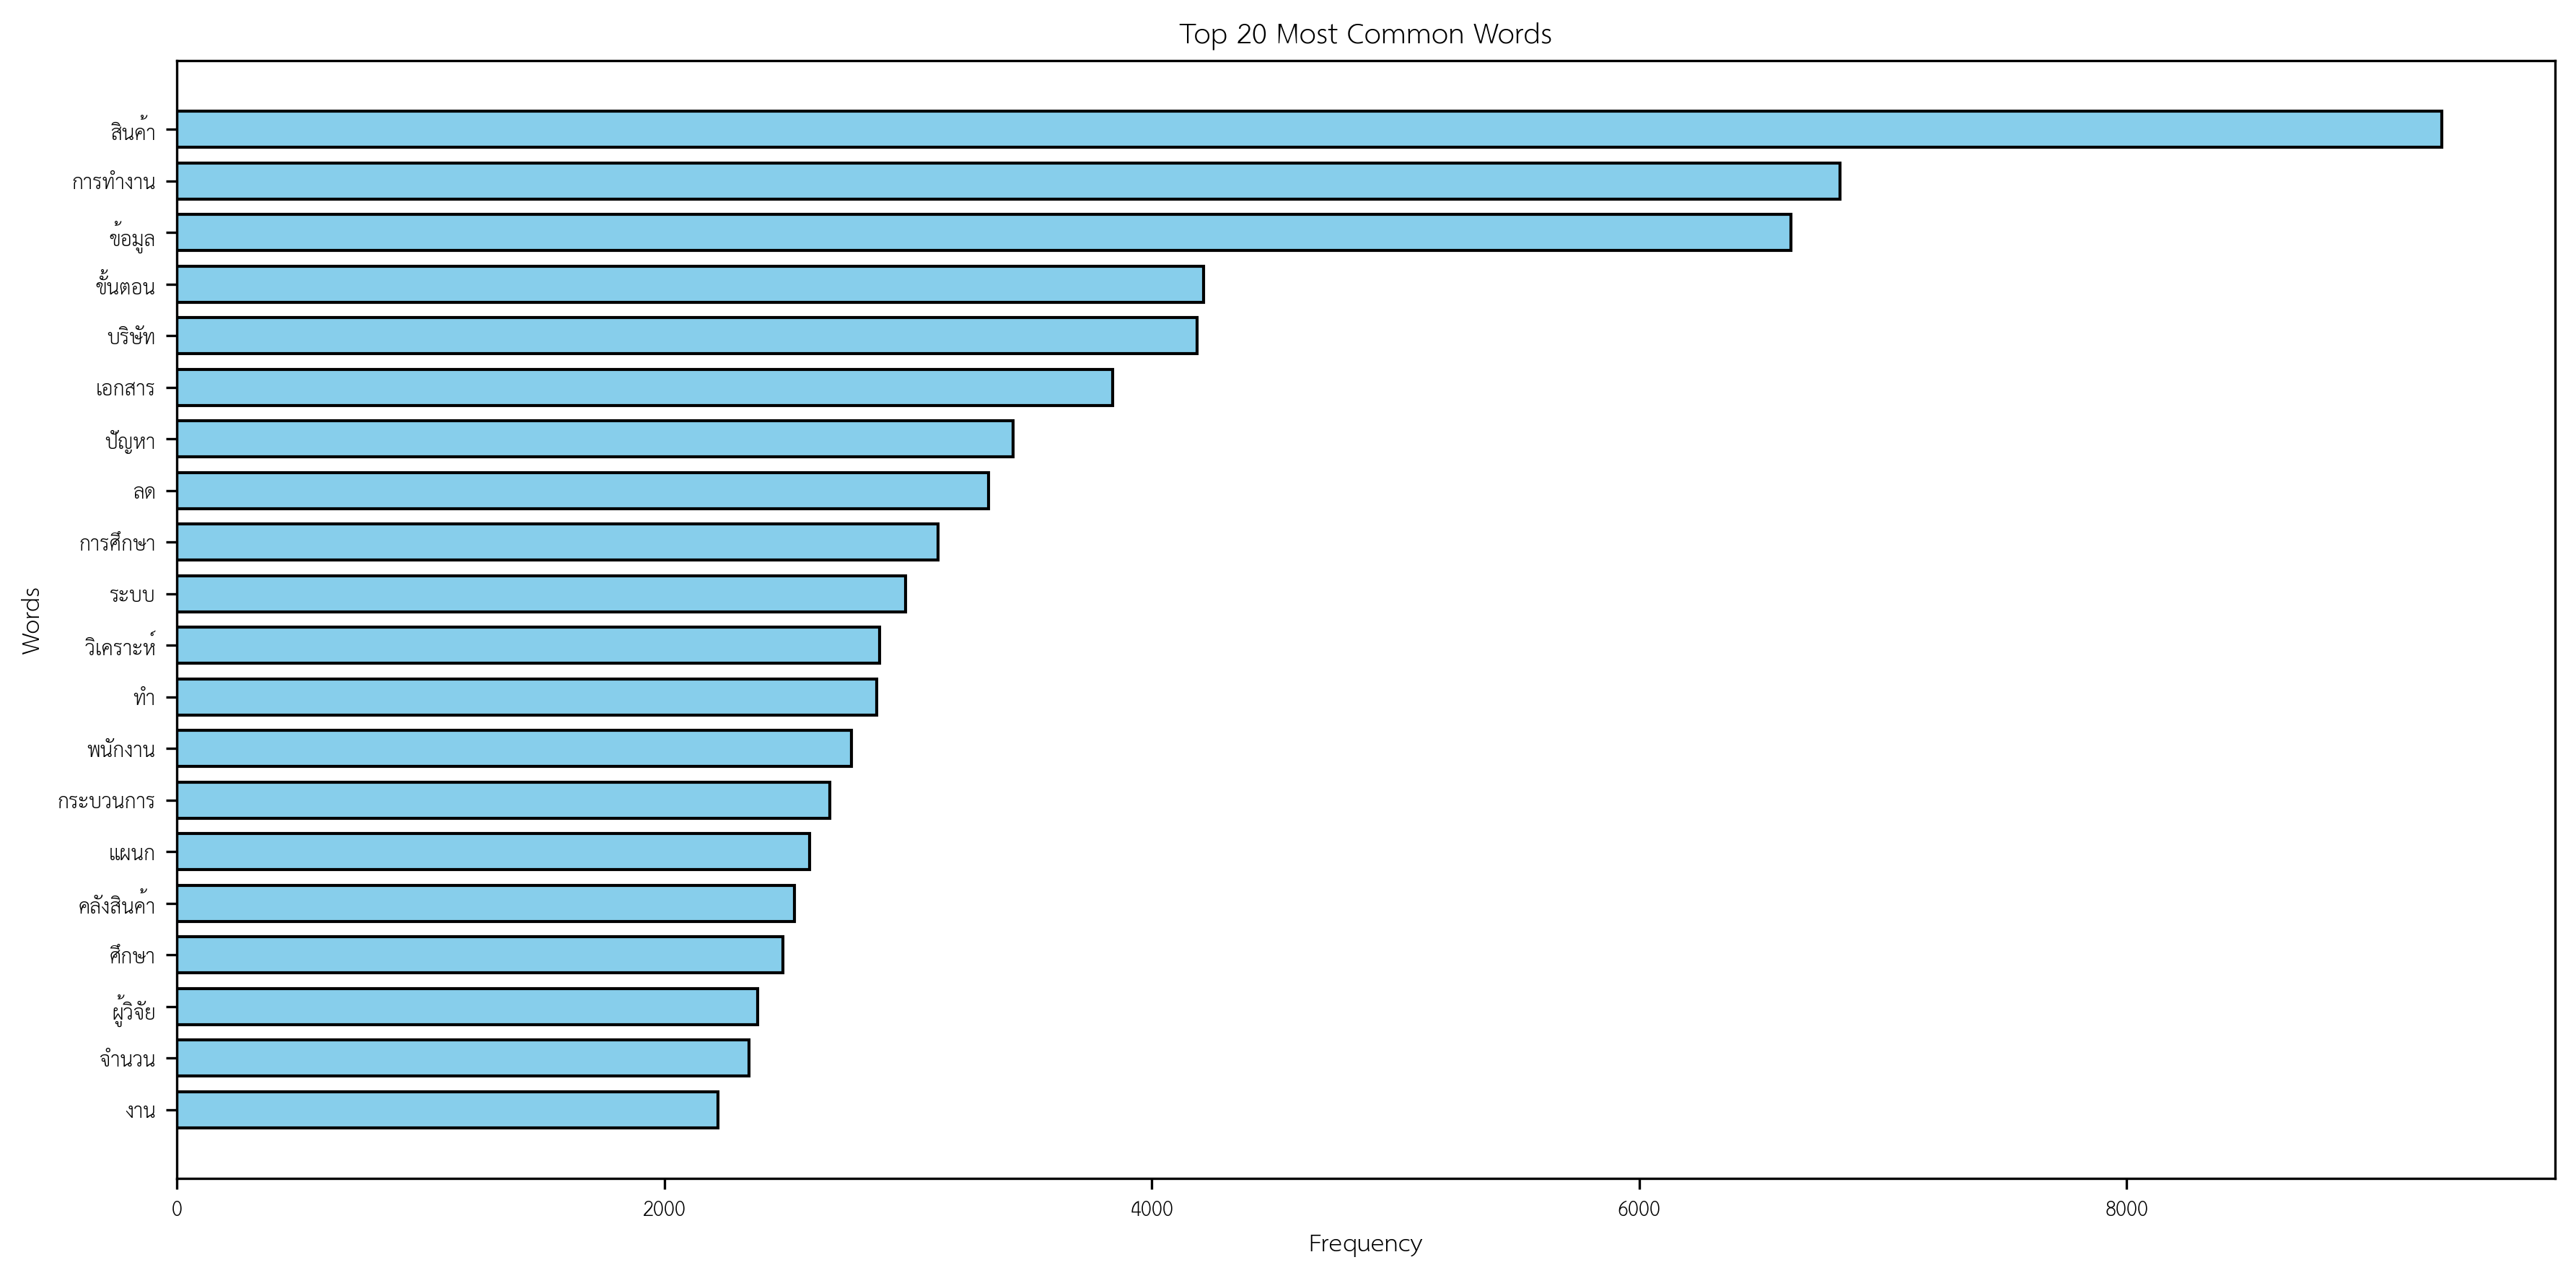 Top 20 Most Common Words
สินค้า
การทำงาน
ข้อมูล
ขั้นตอน
บริษัท
เอกสาร
ปัญหา
ลด
การศึกษา
ระบบ
วิเคราะห์
ทำ
พนักงาน
กระบวนการ
แผนก
คลังสินค้า
ศึกษา
ผู้วิจัย
จำนวน
งาน
Words
0 2000 4000 6000 8000
Frequency